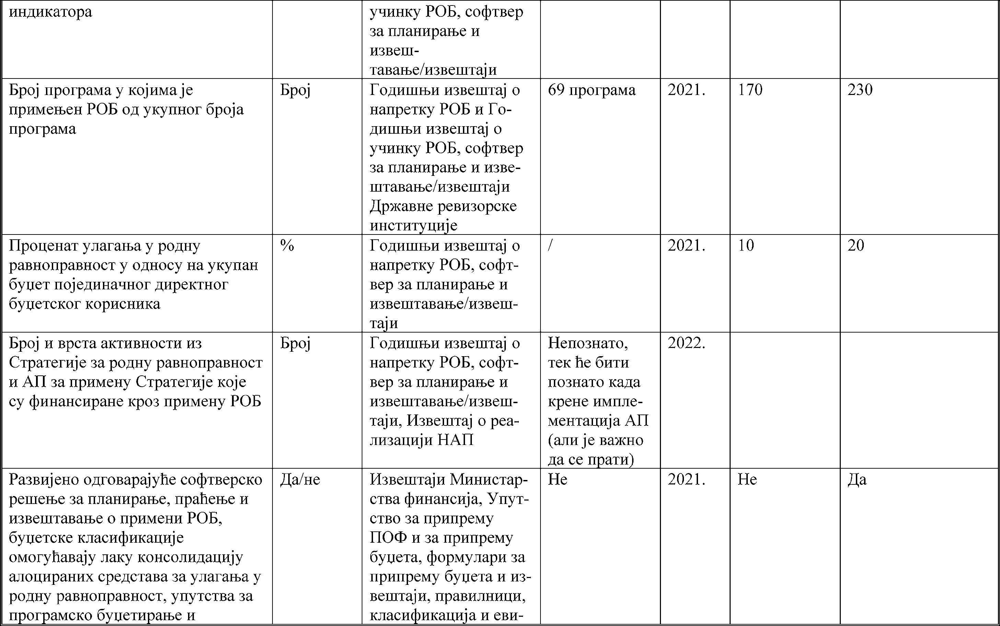 индикатора
учинку РОБ, софтвер
за планирање и
извеш-
тавање/извештаји
Број програма у којима је
примењен РОБ од укупног броја
програма
Број
Годишњи извештај о
напретку РОБ и Го-
дишњи извештај о
учинку РОБ, софтвер
за планирање и изве-
штавање/извештаји
Државне ревизорске
институције
69 програма
2021.
170
230
Проценат улагања у родну
равноправност у односу на укупан
буџет појединачног директног
буџетског корисника
%
Годишњи извештај о
напретку РОБ, софт-
вер за планирање и
извештавање/извеш-
таји
/
2021.
10
20
Број и врста активности из
Стратегије за родну равноправност
и АП за примену Стратегије које
су финансиране кроз примену РОБ
Број
Годишњи извештај о
напретку РОБ, софт-
вер за планирање и
извештавање/извеш-
таји, Извештај о реа-
лизацији НАП
Непознато,
тек ће бити
познато када
крене импле-
ментација АП
(али је важно
да се прати)
2022.
Развијено одговарајуће софтверско
решење за планирање, праћење и
извештавање о примени РОБ,
буџетске класификације
омогућавају лаку консолидацију
алоцираних средстава за улагања у
родну равноправност, упутства за
програмско буџетирање и
Да/не
Извештаји Министар-
ства финансија, Упут-
ство за припрему
ПОФ и за припрему
буџета, формулари за
припрему буџета и из-
вештаји, правилници,
класификација и еви-
Не
2021.
Не
Да